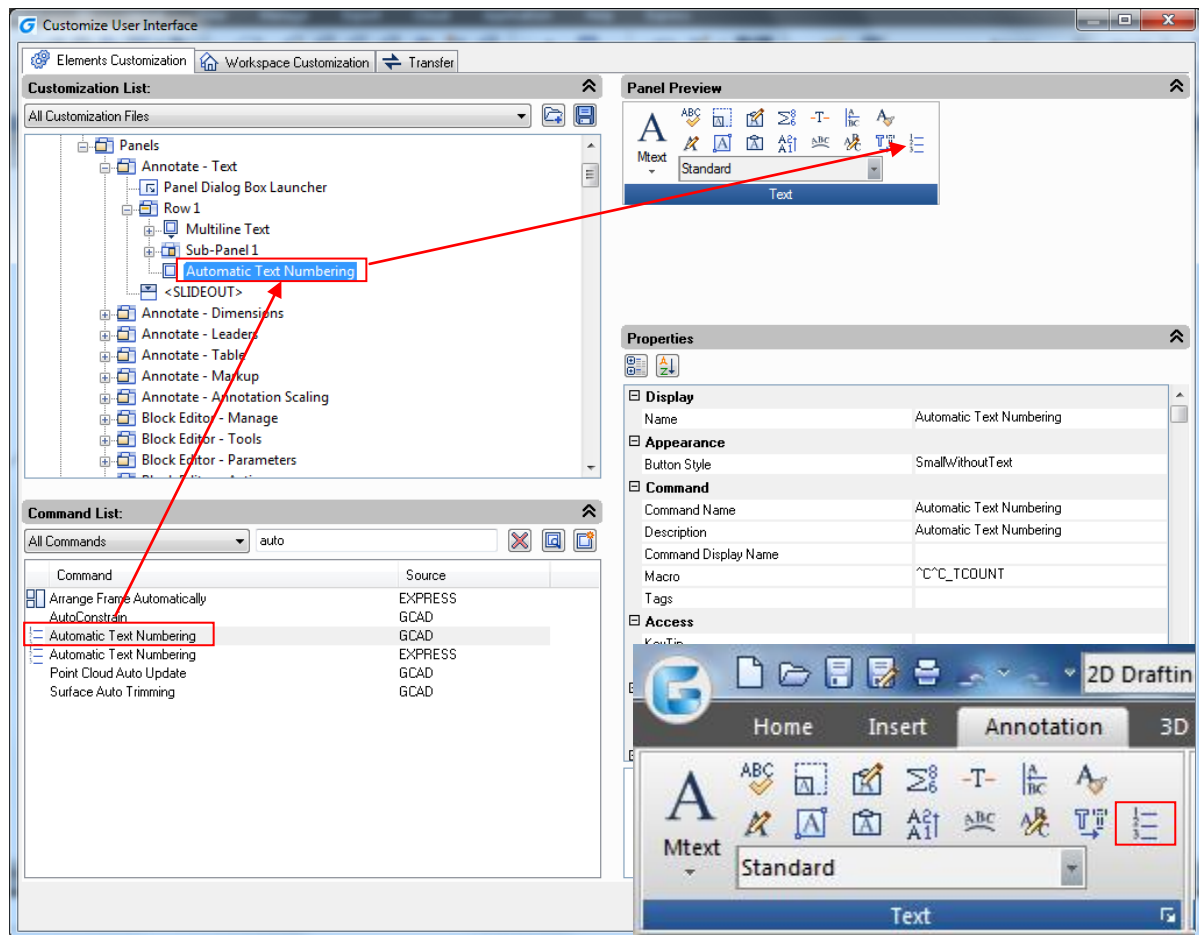 Customize User Interface
Elements Customization
Workspace Customization
Transfer
Customization List:
All Customization Files
Panels
Annotate - Text
Panel Dialog Box Launcher
Row 1
Multiline Text
Sub-Panel 1
Automatic Text Numbering
<SLIDEOUT>
Annotate - Dimensions
Annotate - Leaders
Annotate - Table
Annotate - Markup
Annotate - Annotation Scaling
Block Editor - Manage
Block Editor - Tools
Block Editor - Parameters
Command List:
All Commands
auto
Command Source
Arrange Frame Automatically EXPRESS
AutoConstrain GCAD
Automatic Text Numbering GCAD
Automatic Text Numbering EXPRESS
Point Cloud Auto Update GCAD
Surface Auto Trimming GCAD
Panel Preview
Mtext
Standard
Text
Properties
Display
Name Automatic Text Numbering
Appearance
Button Style SmallWithoutText
Command
Command Name Automatic Text Numbering
Description Automatic Text Numbering
Command Display Name
Macro ^C^C_TCOUNT
Tags
Access
2D Draftin
Home Insert Annotation 3D
Mtext
Standard
Text